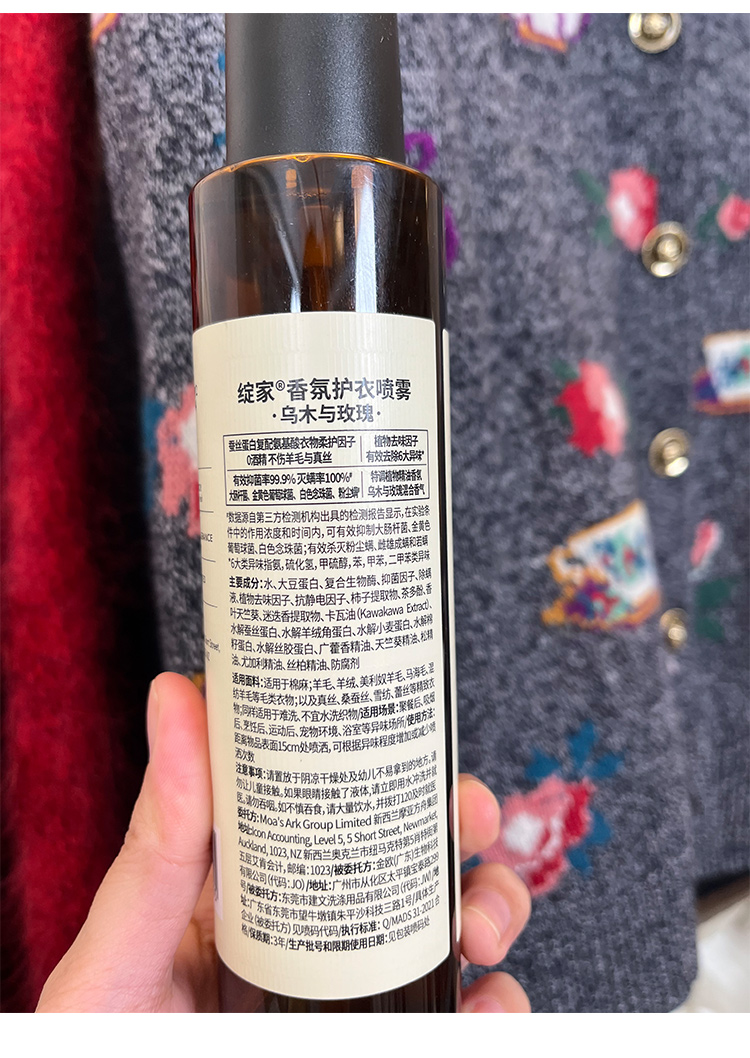 绽家®香氛护衣喷雾
·乌木与玫瑰·
蚕丝蛋白复配氨基酸衣物柔护因子
0酒精 不伤羊毛与真丝
植物去味因子
有效去除6大异味*
有效抑菌率99.9% 灭螨率100%#
大肠杆菌、金黄色葡萄球菌、白色念珠菌、粉尘螨#
特调植物精油香氛
乌木与玫瑰混合香气
#数据源自第三方检测机构出具的检测报告显示,在实验条
件中的作用浓度和时间内,可有效抑制大肠杆菌、金黄色
葡萄球菌、白色念珠菌;有效杀灭粉尘螨、雌雄成螨和若螨
*6大类异味指氨,硫化氢,甲硫醇,苯,甲苯,二甲苯类异味
主要成分:水、大豆蛋白、复合生物酶、抑菌因子、除螨
液、植物去味因子、抗静电因子、柿子提取物、茶多酚、香
叶天竺葵、迷迭香提取物、卡瓦油(Kawakawa Extract)、
水解蚕丝蛋白、水解羊绒角蛋白、水解小麦蛋白、水解棉
籽蛋白、水解丝胶蛋白、广藿香精油、天竺葵精油、松精
油、尤加利精油、丝柏精油、防腐剂
适用面料:适用于棉麻;羊毛、羊绒、美利奴羊毛、马海毛、混
纺羊毛等毛类衣物;以及真丝、桑蚕丝、雪纺、蕾丝等精致衣
物;同样适用于难洗、不宜水洗织物/适用场景:聚餐后、吸烟
后、烹饪后、运动后、宠物环境、浴室等异味场所/使用方法:
距离物品表面15cm处喷洒,可根据异味程度增加或减少喷
洒次数
注意事项:请置放于阴凉干燥处及幼儿不易拿到的地方,请
勿让儿童接触。如果眼睛接触了液体,请立即用水冲洗并就
医。请勿吞咽。如不慎吞食,请大量饮水,并拨打120及时就医
委托方:Moa's Ark Group Limited 新西兰摩亚方舟集团
地址:Icon Accounting, Level 5, 5 Short Street, Newmarket,
Auckland, 1023, NZ 新西兰奥克兰市纽马克特第5肖特街第
五层艾肯会计,邮编:1023/被委托方:金欧(广东)生物科技
有限公司(代码:JO)/地址:广州市从化区太平镇宝泰路299
号/被委托方:东莞市建文洗涤用品有限公司(代码:JW)/地
址:广东省东莞市望牛墩镇朱平沙科技三路1号/具体生产
企业(被委托方)见喷码代码/执行标准: Q/MADS 31-2021 合
格/保质期:3年/生产批号和限期使用日期:见包装喷码处